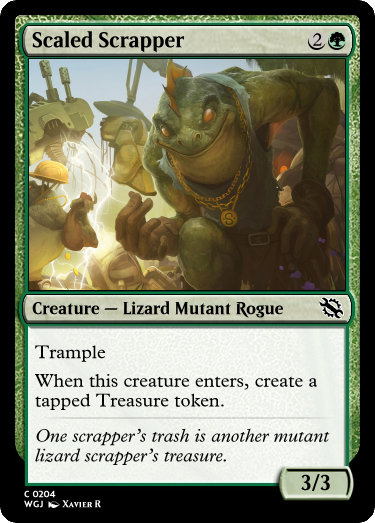 Scaled Scrapper 2
Creature — Lizard Mutant Rogue
Trample
When this creature enters, create a
tapped Treasure token.
One scrapper's trash is another mutant
lizard scrapper's treasure.
3/3
C 0204
WGJ Xavier R